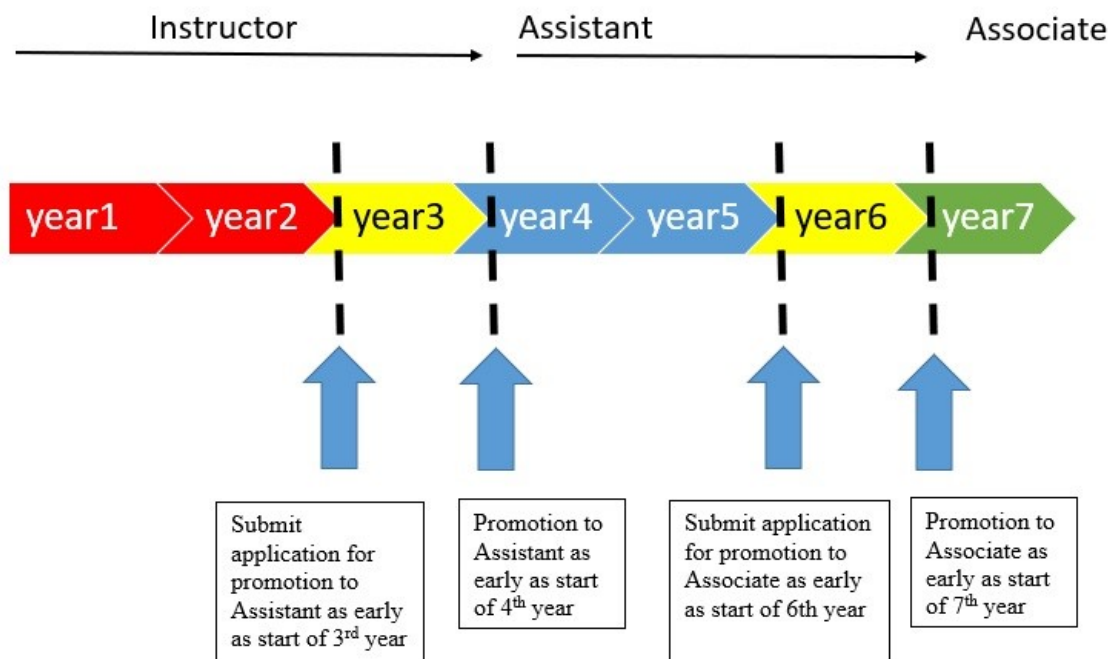 Instructor
Assistant
Associate
year1
year2
year3
year4
year5
year6
year7
Submit
application for
promotion to
Assistant as early
as start of 3rd year
Promotion to
Assistant as
early as start
of 4th year
Submit application
for promotion to
Associate as early
as start of 6th year
Promotion to
Associate as
early as start
of 7th year